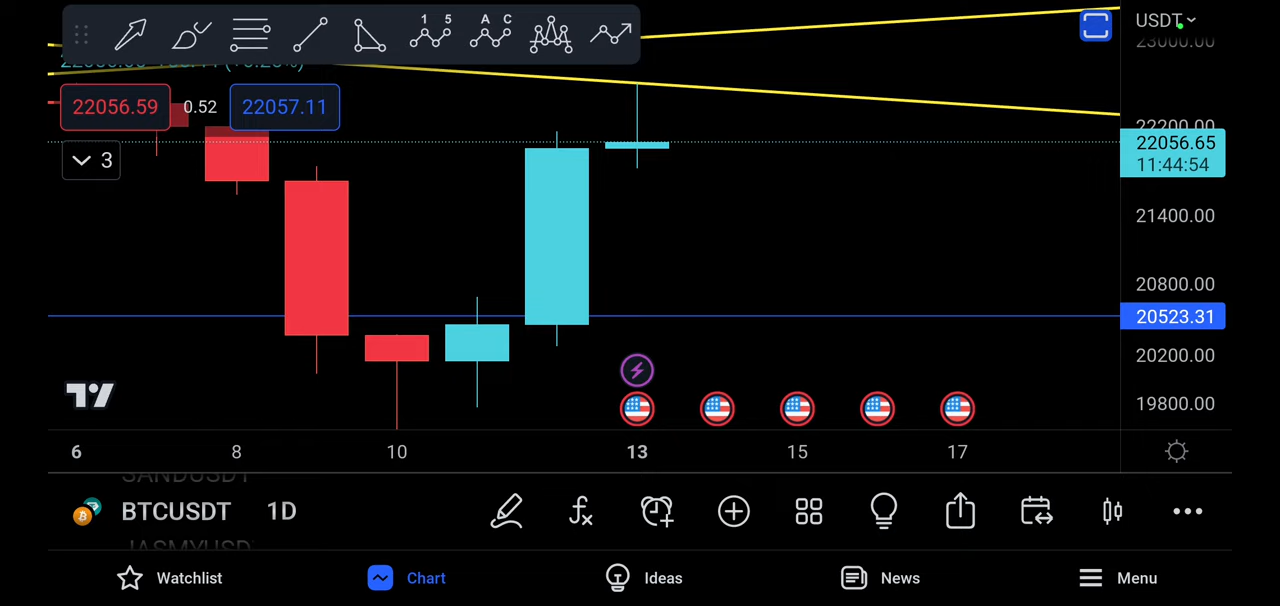 1 5
A C
USDT
23000.00
22056.59
0.52
22057.11
22200.00
22056.65
11:44:54
3
21400.00
20800.00
20523.31
20200.00
19800.00
6 8 10 13 15 17
SANDUSDT
BTCUSDT 1D
JASMYUSD
Watchlist Chart Ideas News Menu